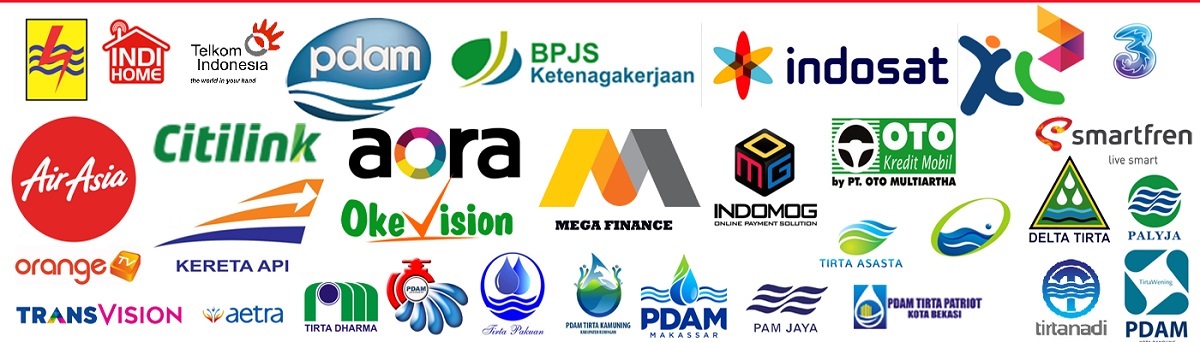 INDI
HOME
Telkom
Indonesia
the world in your hand
pdam
BPJS
Ketenagakerjaan
indosat
xl
3
AirAsia
Citilink
aora
OkeVision
MEGA FINANCE
OMG
INDOMOG
ONLINE PAYMENT SOLUTION
OTO
Kredit Mobil
by PT. OTO MULTIARTHA
smartfren
live smart
KERETA API
TIRTA ASASTA
DELTA TIRTA
PALYJA
orange TV
TRANSVISION
aetra
TIRTA DHARMA
PDAM
Tirta Pakuan
PDAM TIRTA KAMUNING
PDAM
MAKASSAR
PAM JAYA
PDAM TIRTA PATRIOT
KOTA BEKASI
tirtanadi
TirtaWening
PDAM